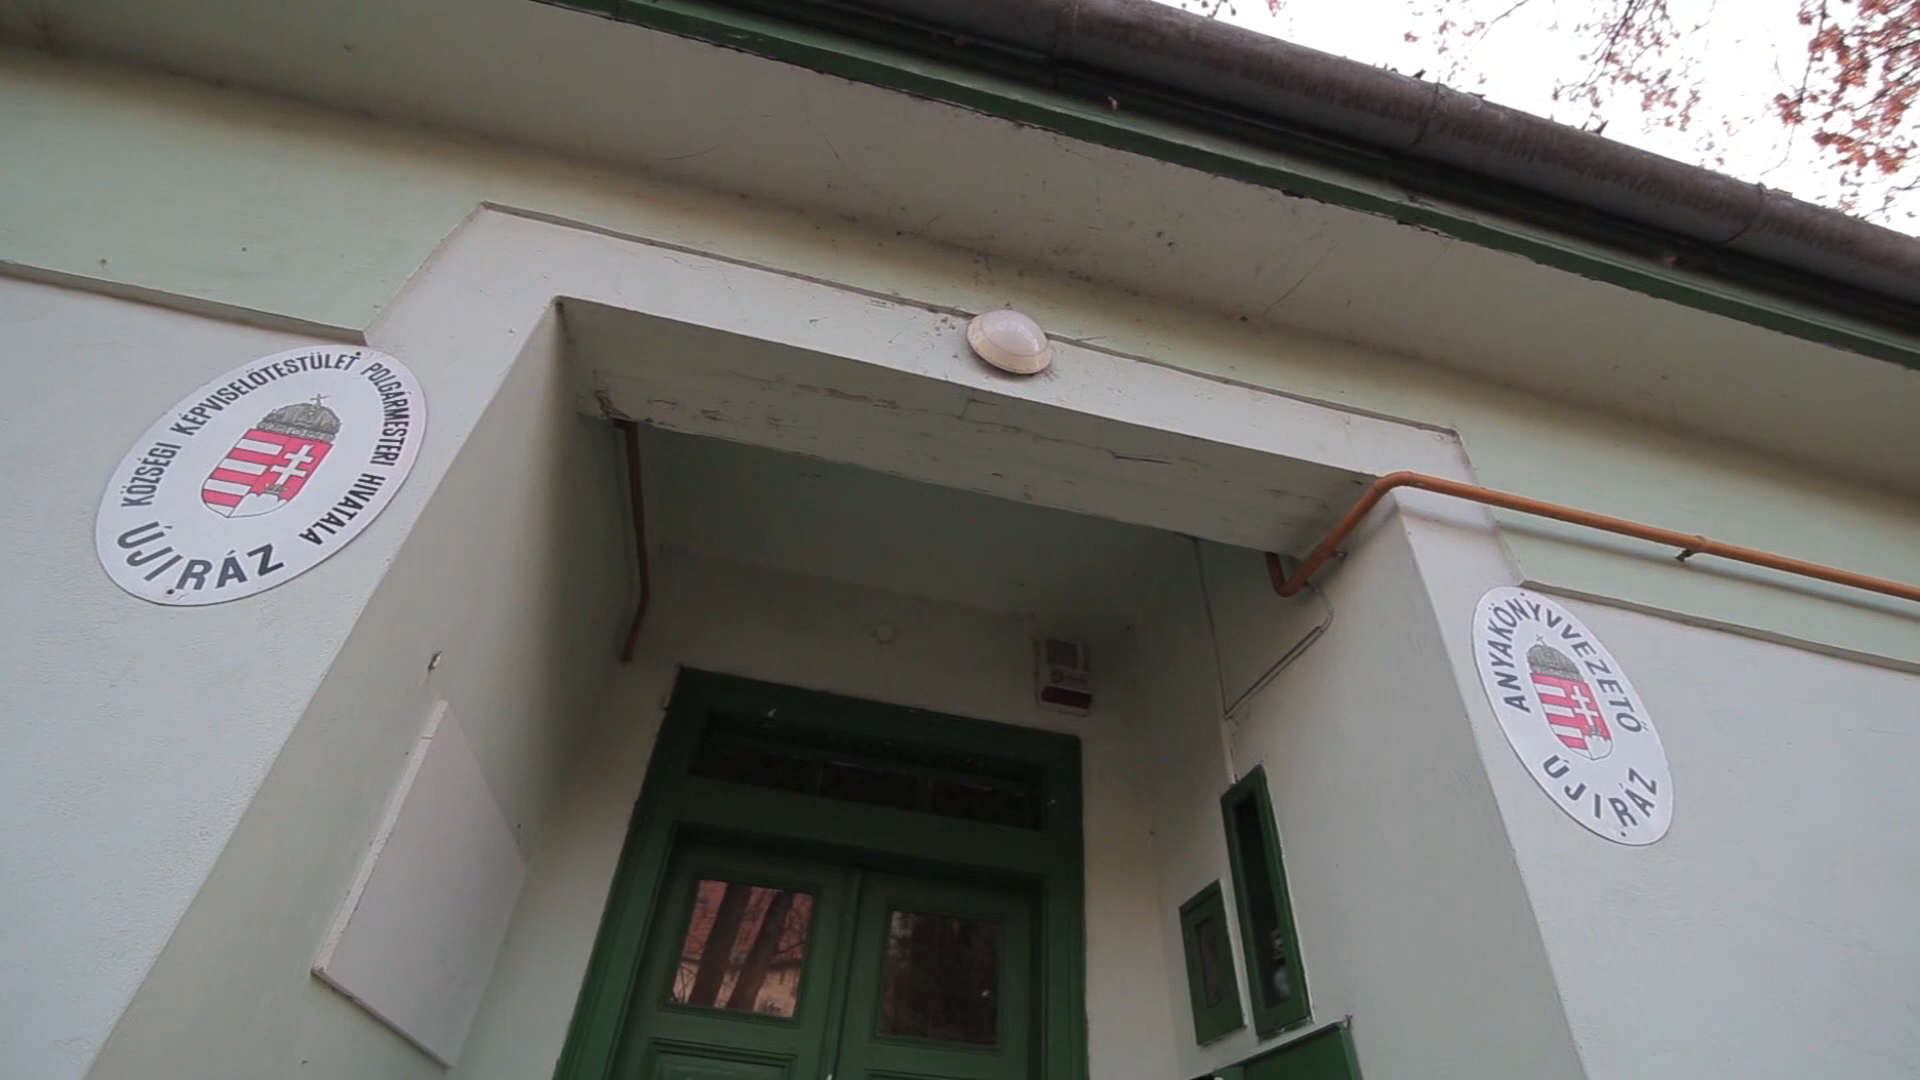 KÖZSÉGI KÉPVISELŐTESTÜLET POLGÁRMESTERI HIVATALA
ÚJIRÁZ
ANYAKÖNYVVEZETŐ
ÚJIRÁZ